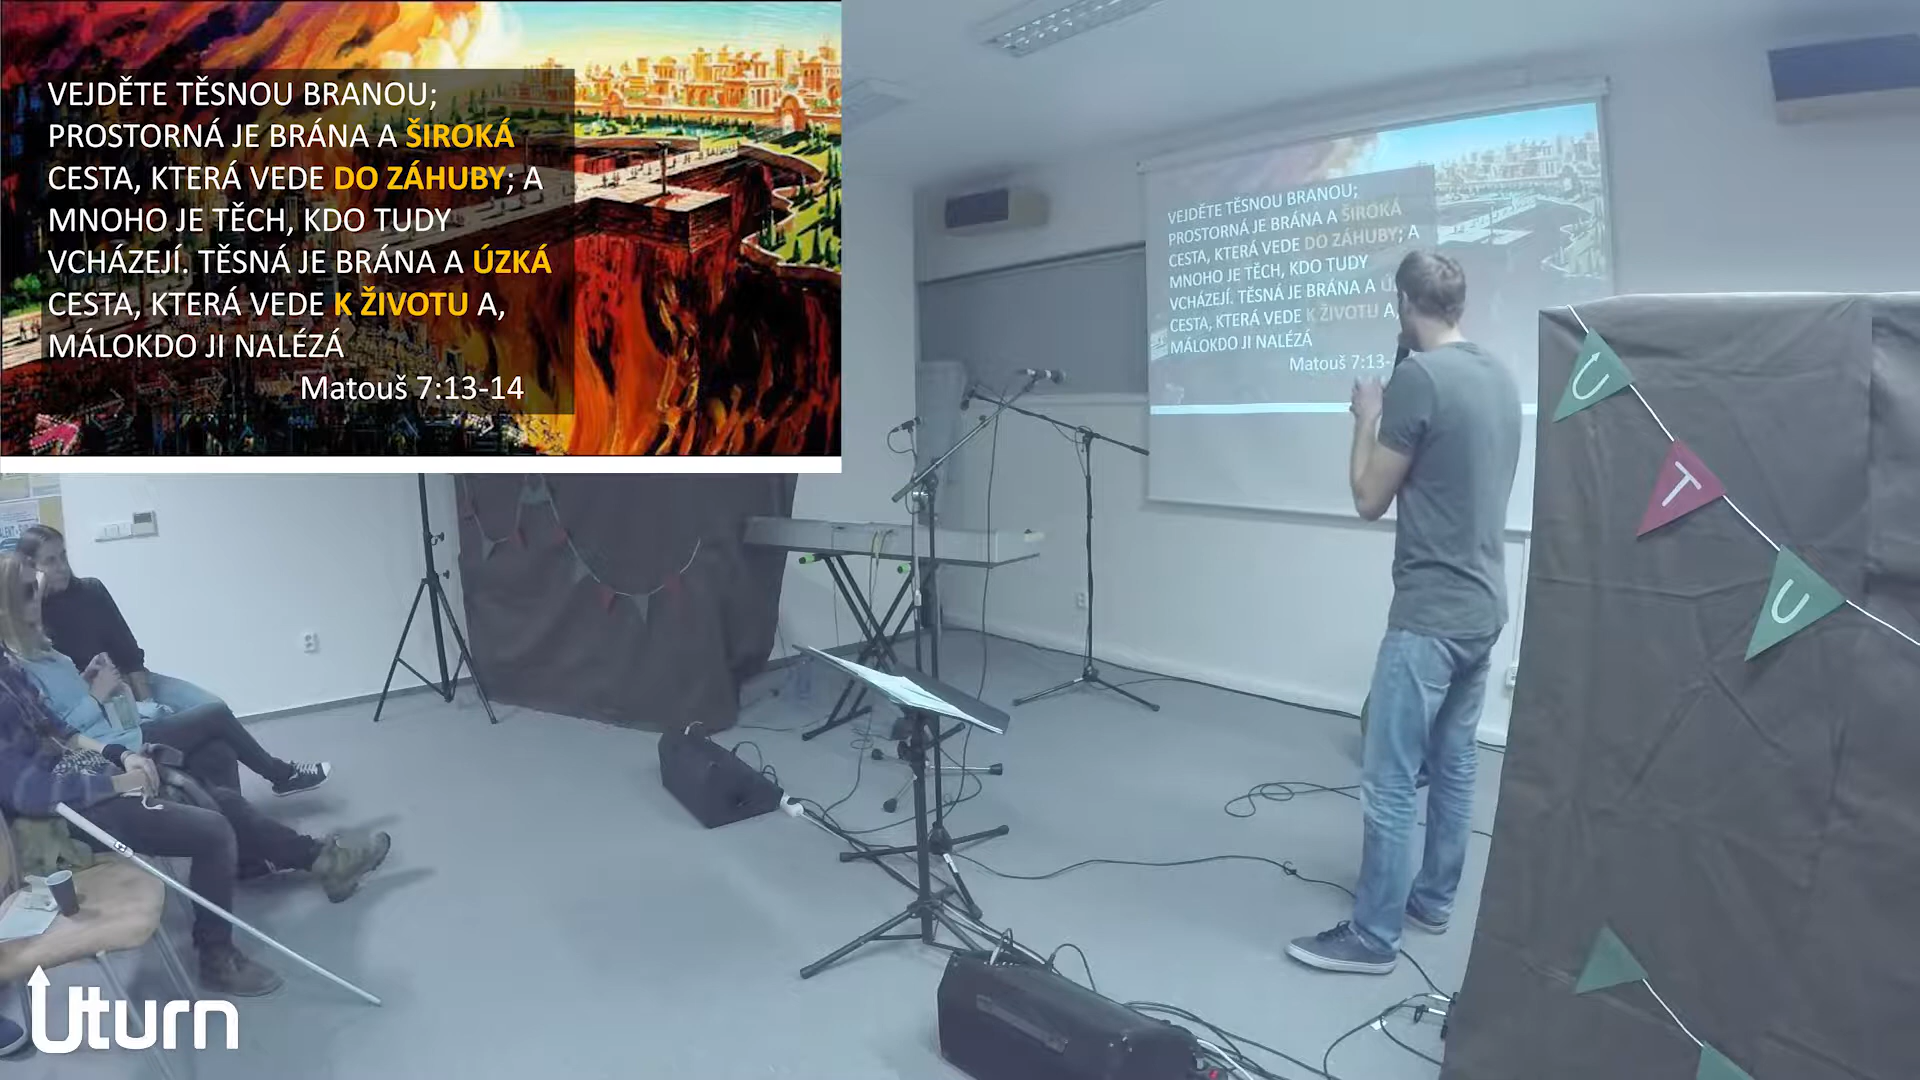 VEJDĚTE TĚSNOU BRANOU;
PROSTORNÁ JE BRÁNA A ŠIROKÁ
CESTA, KTERÁ VEDE DO ZÁHUBY; A
MNOHO JE TĚCH, KDO TUDY
VCHÁZEJÍ. TĚSNÁ JE BRÁNA A ÚZKÁ
CESTA, KTERÁ VEDE K ŽIVOTU A,
MÁLOKDO JI NALÉZÁ
Matouš 7:13-14
VEJDĚTE TĚSNOU BRANOU;
PROSTORNÁ JE BRÁNA A ŠIROKÁ
CESTA, KTERÁ VEDE DO ZÁHUBY; A
MNOHO JE TĚCH, KDO TUDY
VCHÁZEJÍ. TĚSNÁ JE BRÁNA A
CESTA, KTERÁ VEDE K ŽIVOTU A,
MÁLOKDO JI NALÉZÁ
Matouš 7:13-
U
T
U
Uturn